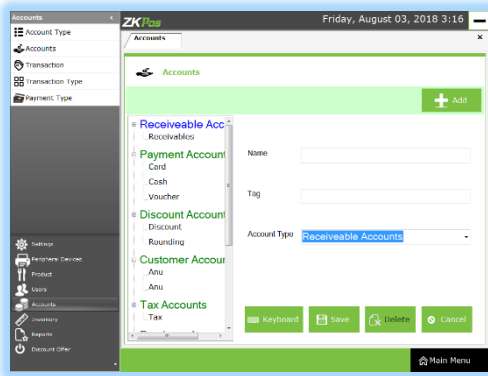 Accounts
Account Type
Accounts
Transaction
Transaction Type
Payment Type
Settings
Peripheral Devices
Product
Users
Accounts
Inventory
Reports
Discount Offer
ZKPos
Friday, August 03, 2018 3:16
Accounts
x
Accounts
Add
Receiveable Acc
Receivables
Payment Account
Card
Cash
Voucher
Discount Account
Discount
Rounding
Customer Accour
Anu
Anu
Tax Accounts
Tax
Name
Tag
Account Type
Receiveable Accounts
Keyboard
Save
Delete
Cancel
Main Menu